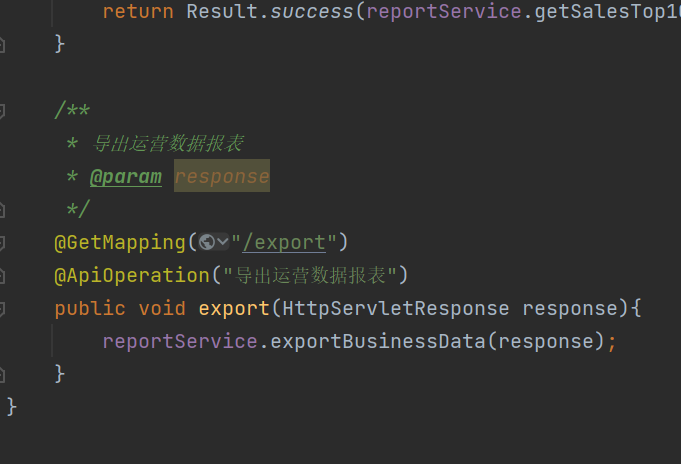 return Result.success(reportService.getSalesTop1
}
/**
* 导出运营数据报表
* @param response
*/
@GetMapping("/export")
@ApiOperation("导出运营数据报表")
public void export(HttpServletResponse response){
reportService.exportBusinessData(response);
}
}